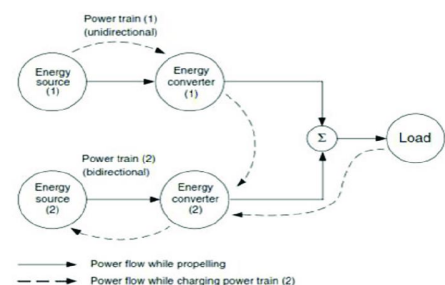 Power train (1)
(unidirectional)
Energy
source
(1)
Energy
converter
(1)
Σ
Load
Power train (2)
(bidirectional)
Energy
source
(2)
Energy
converter
(2)
Power flow while propelling
Power flow while charging power train (2)